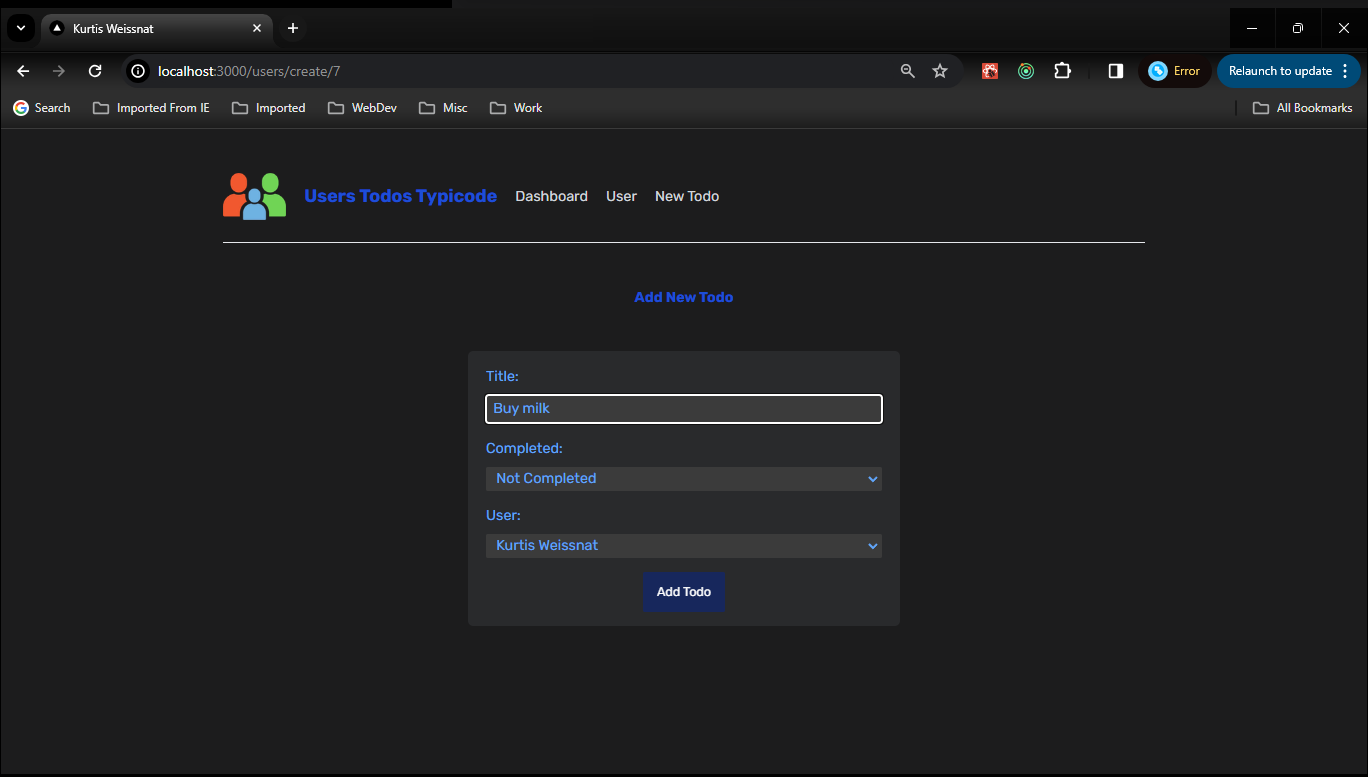 Kurtis Weissnat
localhost:3000/users/create/7
Error
Relaunch to update
Search
Imported From IE
Imported
WebDev
Misc
Work
All Bookmarks
Users Todos Typicode
Dashboard
User
New Todo
Add New Todo
Title:
Buy milk
Completed:
Not Completed
User:
Kurtis Weissnat
Add Todo